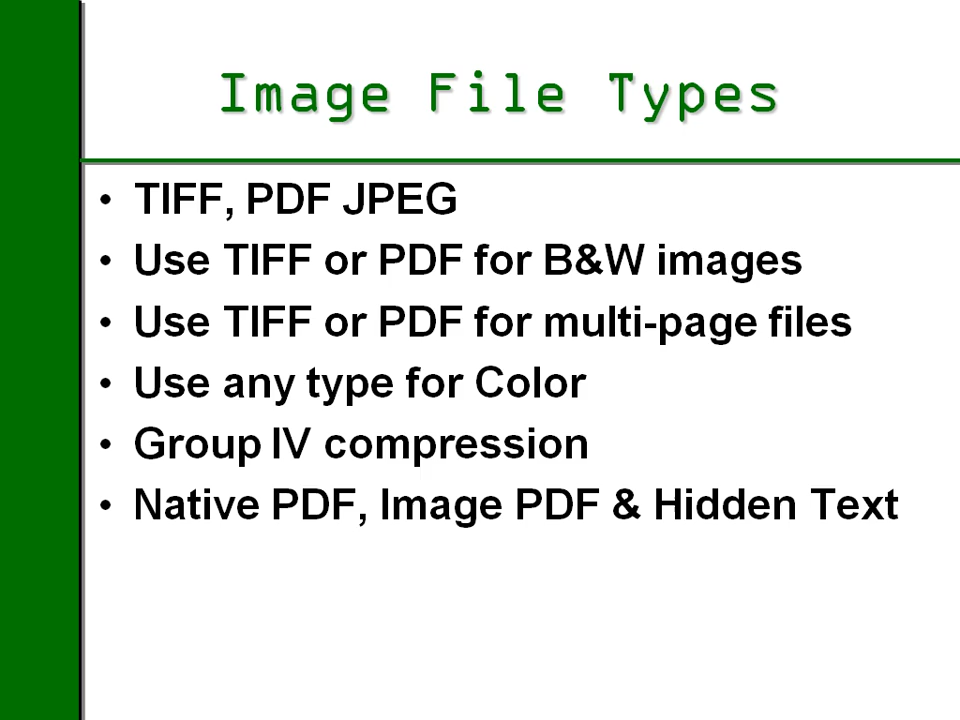 Image File Types
• TIFF, PDF JPEG
• Use TIFF or PDF for B&W images
• Use TIFF or PDF for multi-page files
• Use any type for Color
• Group IV compression
• Native PDF, Image PDF & Hidden Text